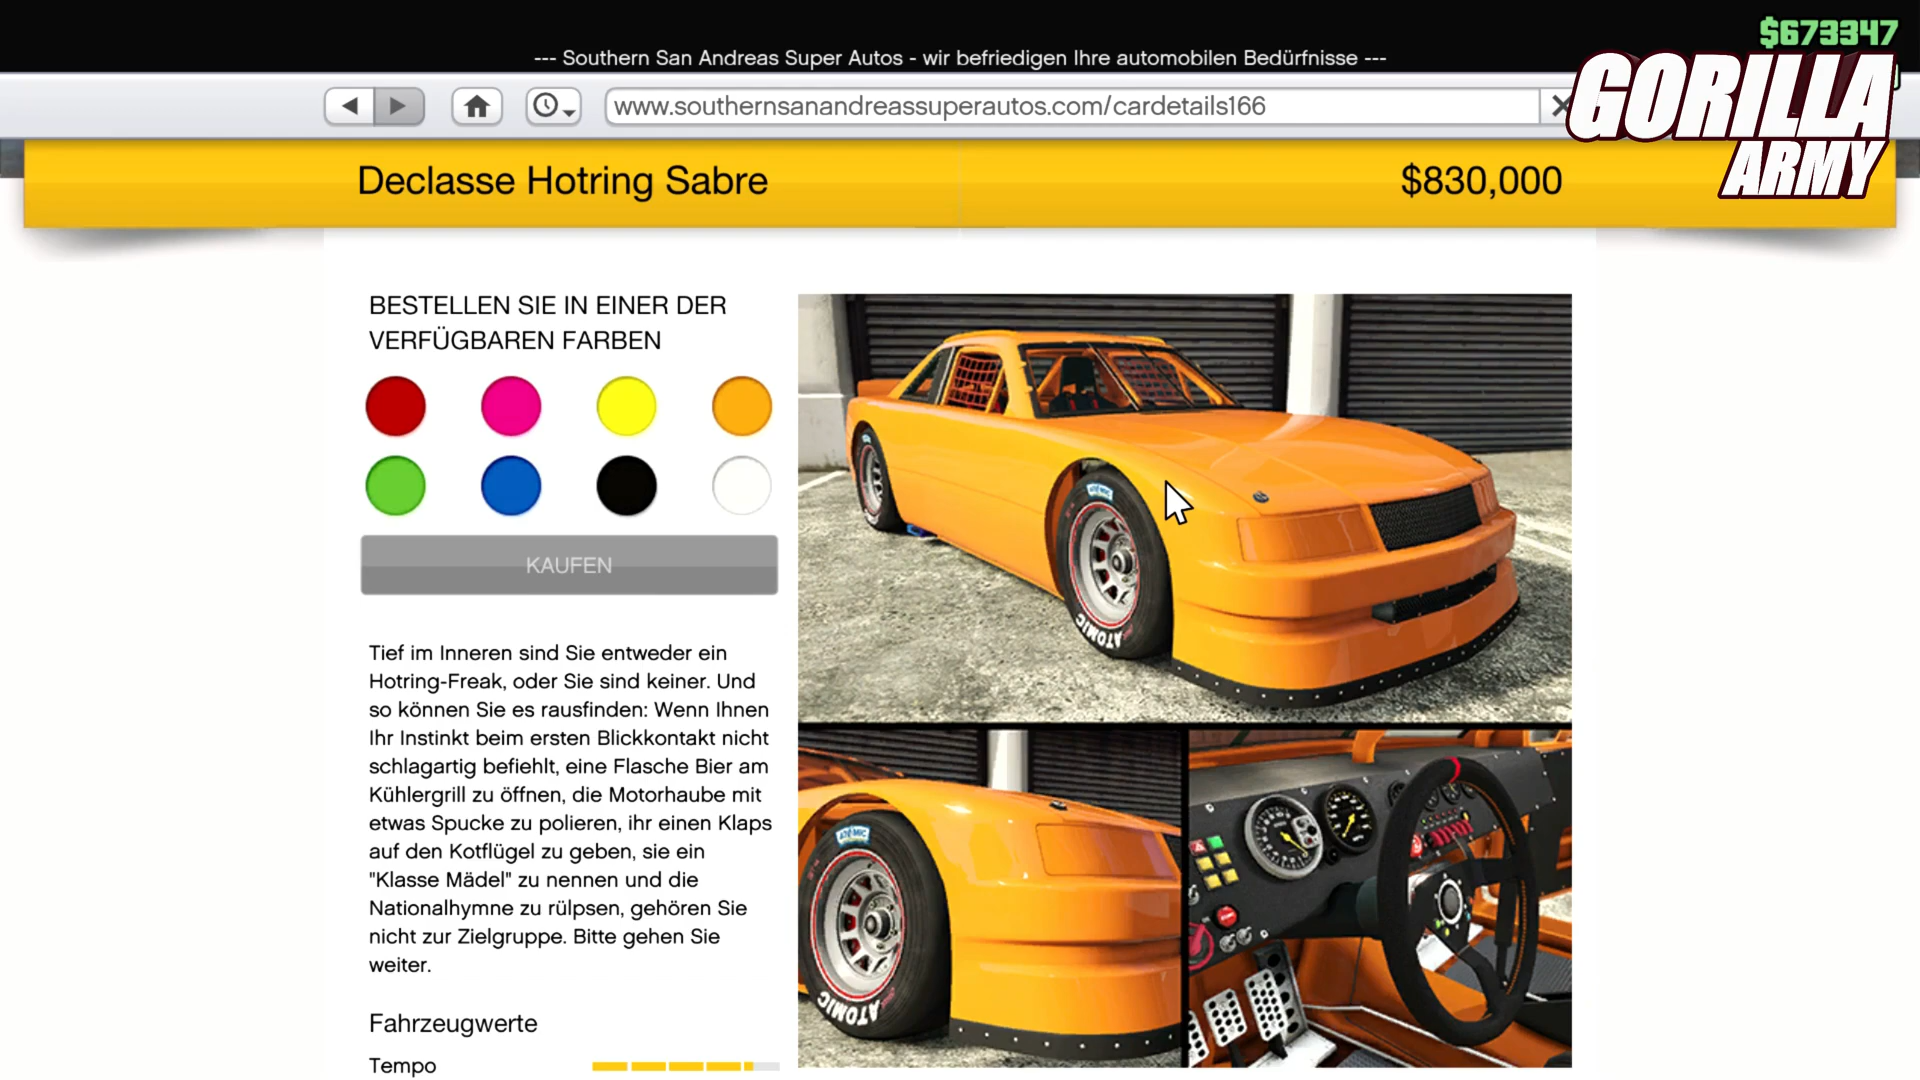 $673347
--- Southern San Andreas Super Autos - wir befriedigen Ihre automobilen Bedürfnisse ---
GORILLA
ARMY
www.southernsanandreassuperautos.com/cardetails166
Declasse Hotring Sabre
$830,000
BESTELLEN SIE IN EINER DER
VERFÜGBAREN FARBEN
KAUFEN
Tief im Inneren sind Sie entweder ein
Hotring-Freak, oder Sie sind keiner. Und
so können Sie es rausfinden: Wenn Ihnen
Ihr Instinkt beim ersten Blickkontakt nicht
schlagartig befiehlt, eine Flasche Bier am
Kühlergrill zu öffnen, die Motorhaube mit
etwas Spucke zu polieren, ihr einen Klaps
auf den Kotflügel zu geben, sie ein
"Klasse Mädel" zu nennen und die
Nationalhymne zu rülpsen, gehören Sie
nicht zur Zielgruppe. Bitte gehen Sie
weiter.
Fahrzeugwerte
Tempo
ATOMIC
ATOMIC
ATOMIC
ATOMIC